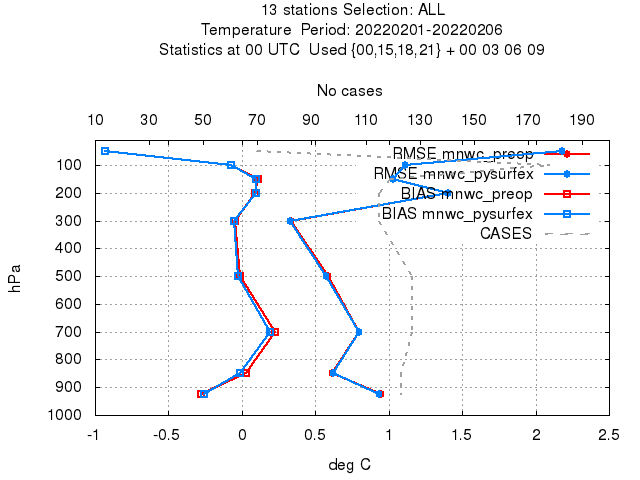 13 stations Selection: ALL
Temperature  Period: 20220201-20220206
Statistics at 00 UTC  Used {00,15,18,21} + 00 03 06 09
No cases
10 30 50 70 90 110 130 150 170 190
RMSE mnwc_preop
RMSE mnwc_pysurfex
BIAS mnwc_preop
BIAS mnwc_pysurfex
CASES
hPa
100
200
300
400
500
600
700
800
900
1000
-1 -0.5 0 0.5 1 1.5 2 2.5
deg C